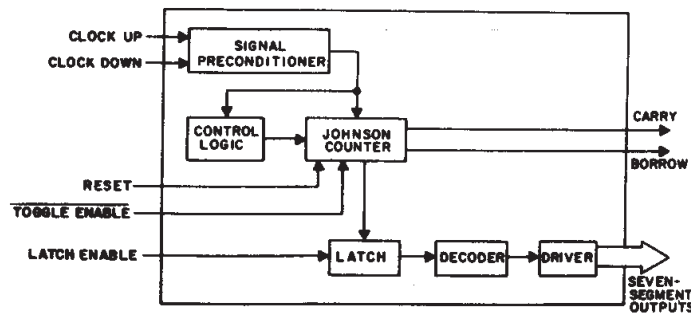 CLOCK UP
CLOCK DOWN
SIGNAL
PRECONDITIONER
CONTROL
LOGIC
JOHNSON
COUNTER
CARRY
BORROW
RESET
TOGGLE ENABLE
LATCH ENABLE
LATCH
DECODER
DRIVER
SEVEN-
SEGMENT
OUTPUTS